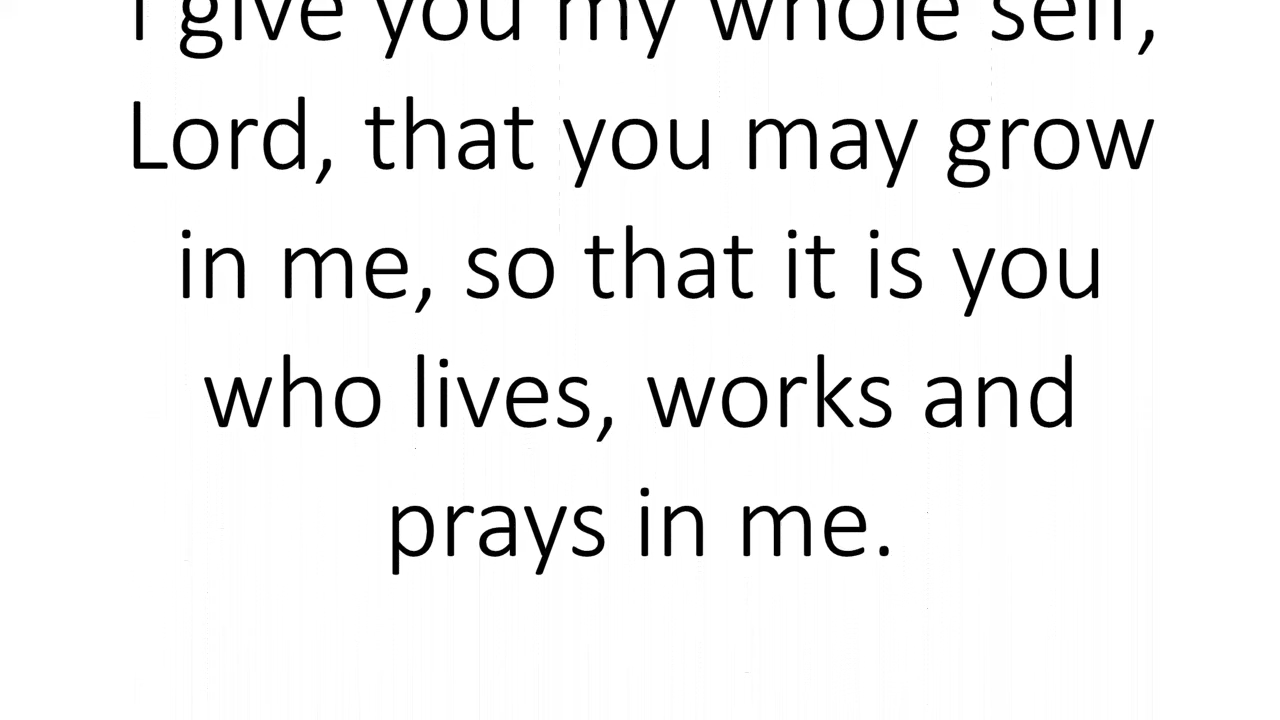 I give you my whole self,
Lord, that you may grow
in me, so that it is you
who lives, works and
prays in me.